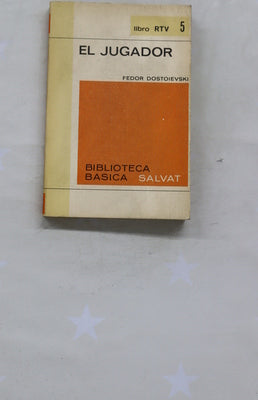 libro RTV 5
EL JUGADOR
FEDOR DOSTOIEVSKI
BIBLIOTECA
BASICA SALVAT